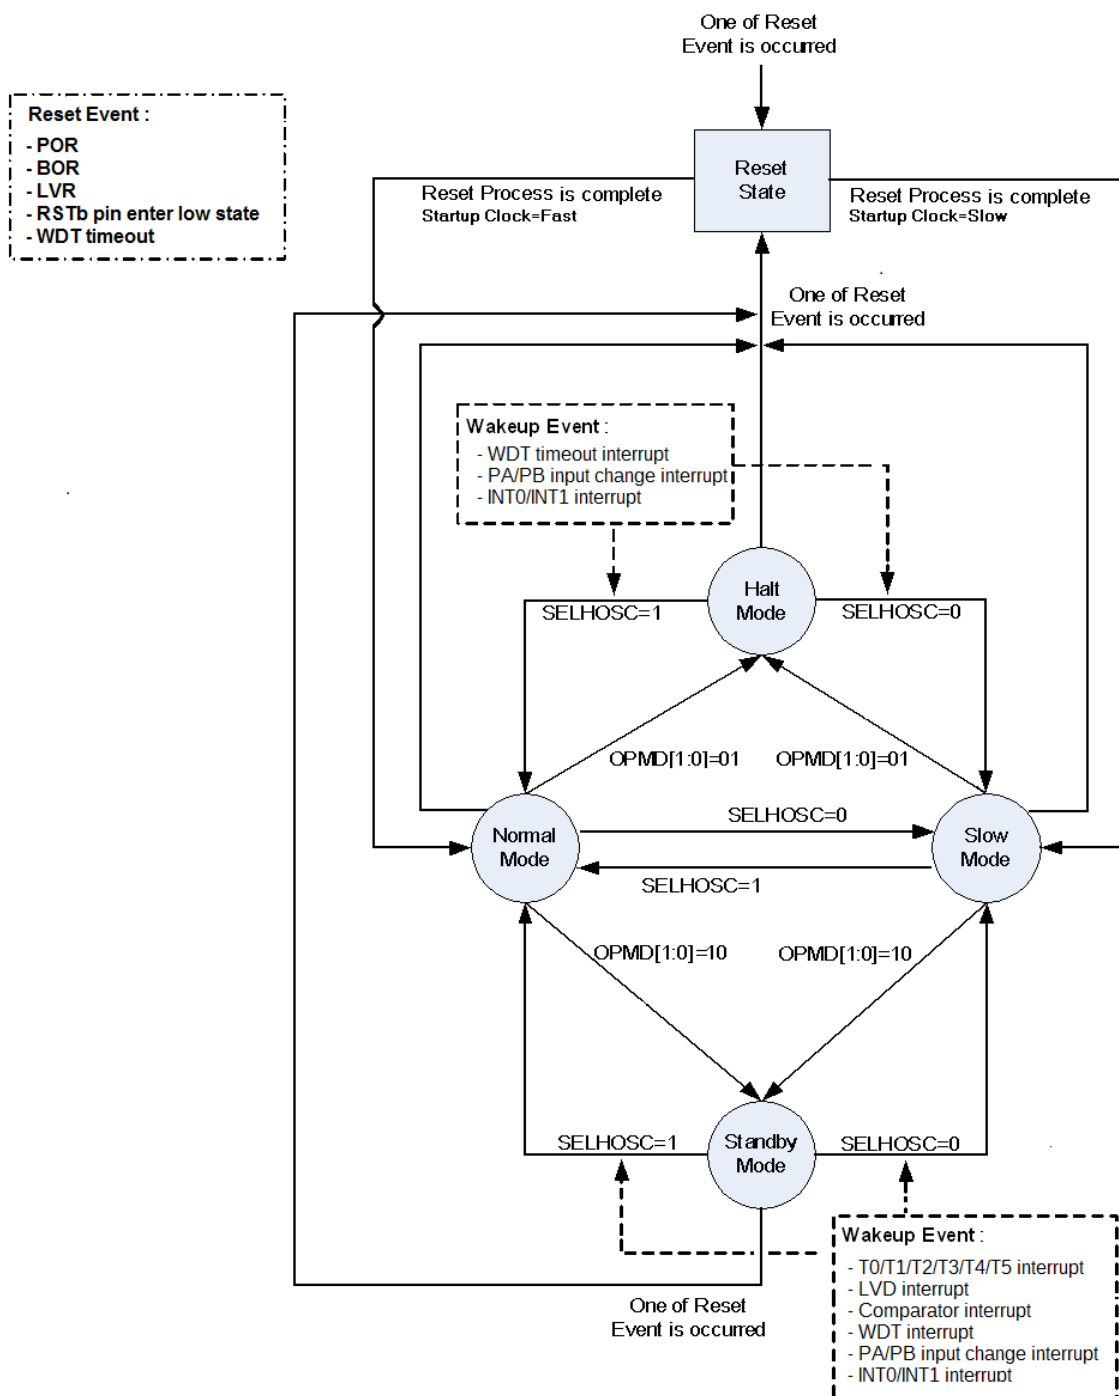 One of Reset
Event is occurred
Reset Event :
- POR
- BOR
- LVR
- RSTb pin enter low state
- WDT timeout
Reset
State
Reset Process is complete
Startup Clock=Fast
Reset Process is complete
Startup Clock=Slow
One of Reset
Event is occurred
Wakeup Event :
- WDT timeout interrupt
- PA/PB input change interrupt
- INT0/INT1 interrupt
Halt
Mode
SELHOSC=1
SELHOSC=0
OPMD[1:0]=01
OPMD[1:0]=01
Normal
Mode
SELHOSC=0
Slow
Mode
SELHOSC=1
OPMD[1:0]=10
OPMD[1:0]=10
Standby
Mode
SELHOSC=1
SELHOSC=0
Wakeup Event :
- T0/T1/T2/T3/T4/T5 interrupt
- LVD interrupt
- Comparator interrupt
- WDT interrupt
- PA/PB input change interrupt
- INT0/INT1 interrupt
One of Reset
Event is occurred